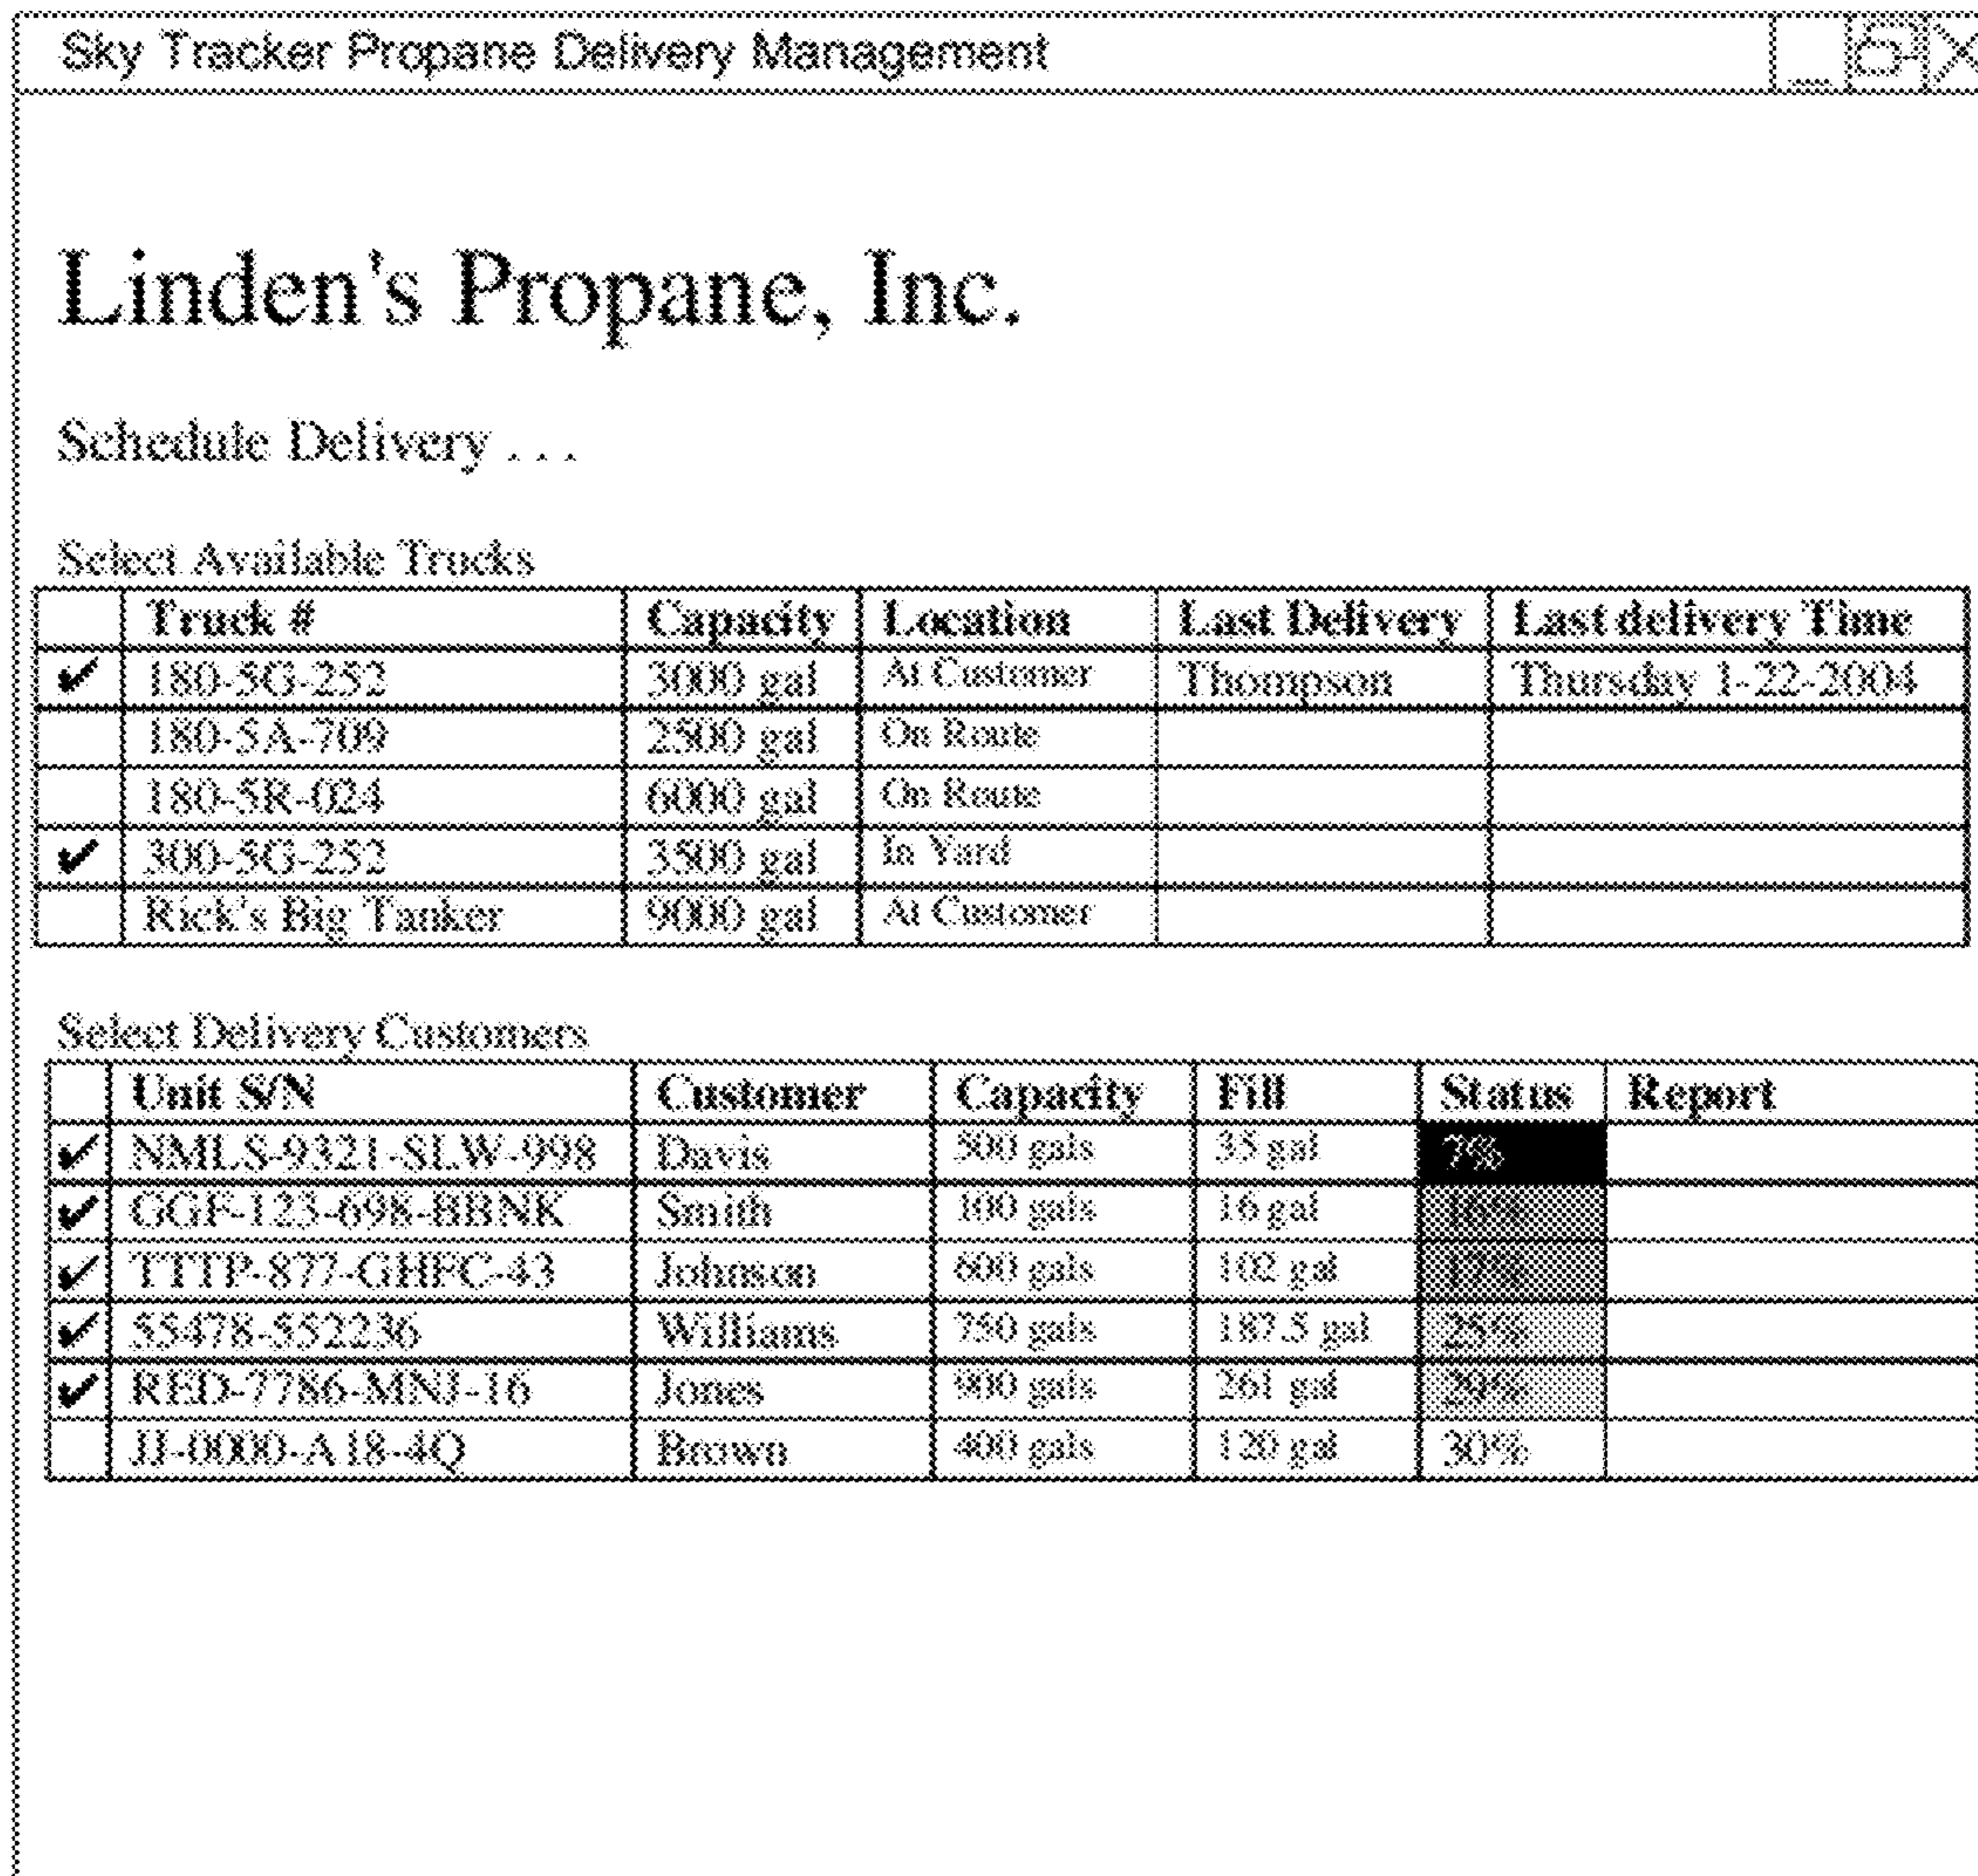 Sky Tracker Propane Delivery Management
Linden's Propane, Inc.
Schedule Delivery . . .
Select Available Trucks
Truck # Capacity Location Last Delivery Last delivery Time
✔ 180-5G-252 3000 gal At Customer Thompson Thursday 1-22-2004
180-5A-709 2500 gal On Route
180-5R-024 6000 gal On Route
✔ 300-5G-252 3500 gal In Yard
Rick's Big Tanker 9000 gal At Customer
Select Delivery Customers
Unit S/N Customer Capacity Fill Status Report
✔ NMLS-9321-SLW-998 Davis 500 gals 35 gal 7%
✔ GGF-123-698-BBNK Smith 100 gals 16 gal 16%
✔ TTTP-877-GHFC-43 Johnson 600 gals 102 gal 17%
✔ 55478-552236 Williams 750 gals 187.5 gal 25%
✔ RED-7786-MNJ-16 Jones 900 gals 261 gal 29%
JJ-0000-A18-4Q Brown 400 gals 120 gal 30%